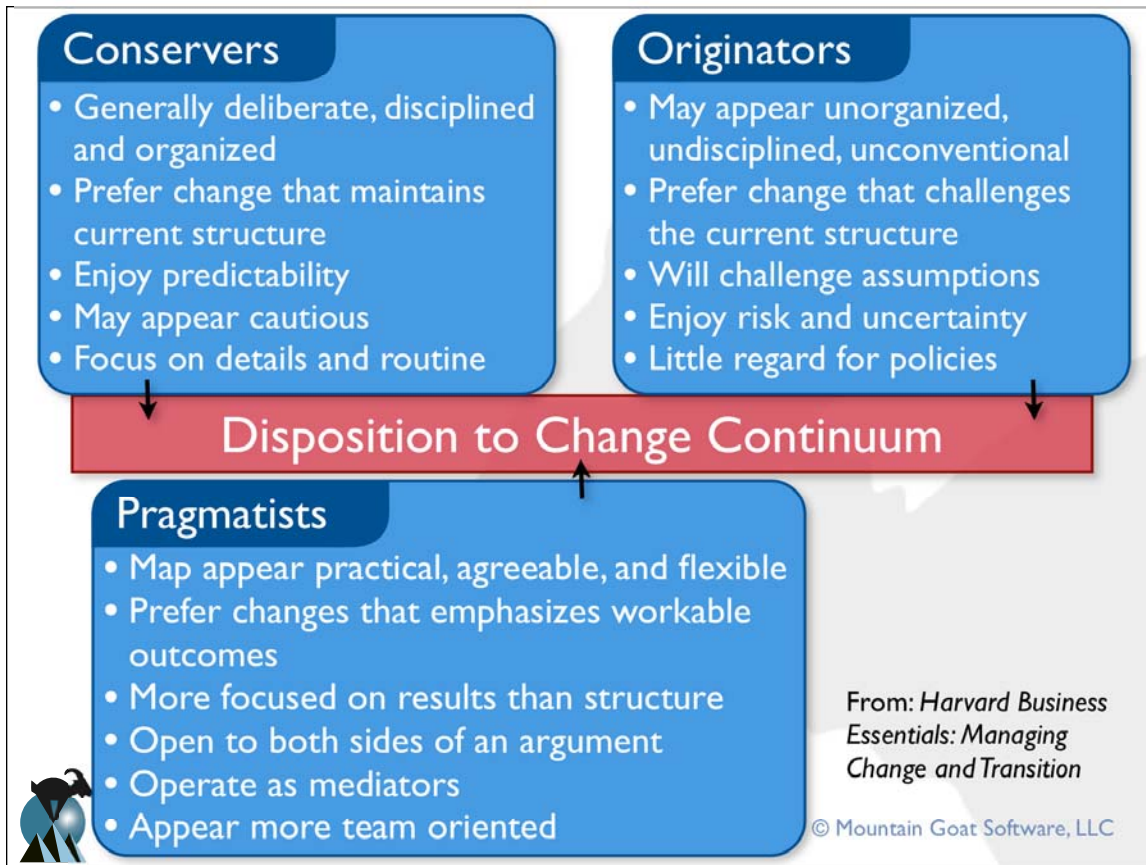 Conservers
• Generally deliberate, disciplined
and organized
• Prefer change that maintains
current structure
• Enjoy predictability
• May appear cautious
• Focus on details and routine
Originators
• May appear unorganized,
undisciplined, unconventional
• Prefer change that challenges
the current structure
• Will challenge assumptions
• Enjoy risk and uncertainty
• Little regard for policies
Disposition to Change Continuum
Pragmatists
• Map appear practical, agreeable, and flexible
• Prefer changes that emphasizes workable
outcomes
• More focused on results than structure
• Open to both sides of an argument
• Operate as mediators
• Appear more team oriented
From: Harvard Business
Essentials: Managing
Change and Transition
© Mountain Goat Software, LLC